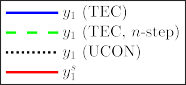 y₁ (TEC)
y₁ (TEC, n-step)
y₁ (UCON)
y₁ˢ